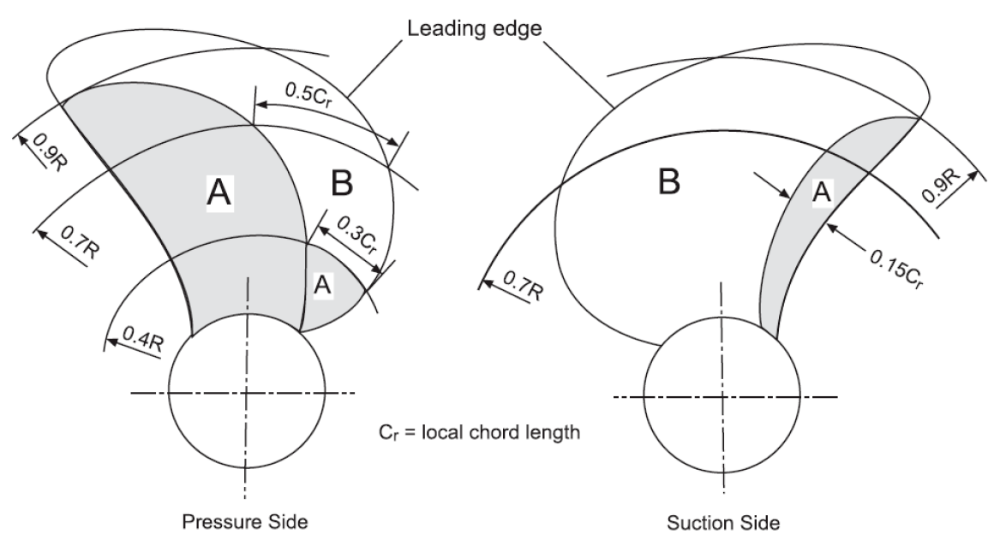 Leading edge
0.5Cr
0.9R
A
B
0.7R
0.3Cr
A
0.4R
B
A
0.9R
0.15Cr
0.7R
Cr = local chord length
Pressure Side
Suction Side